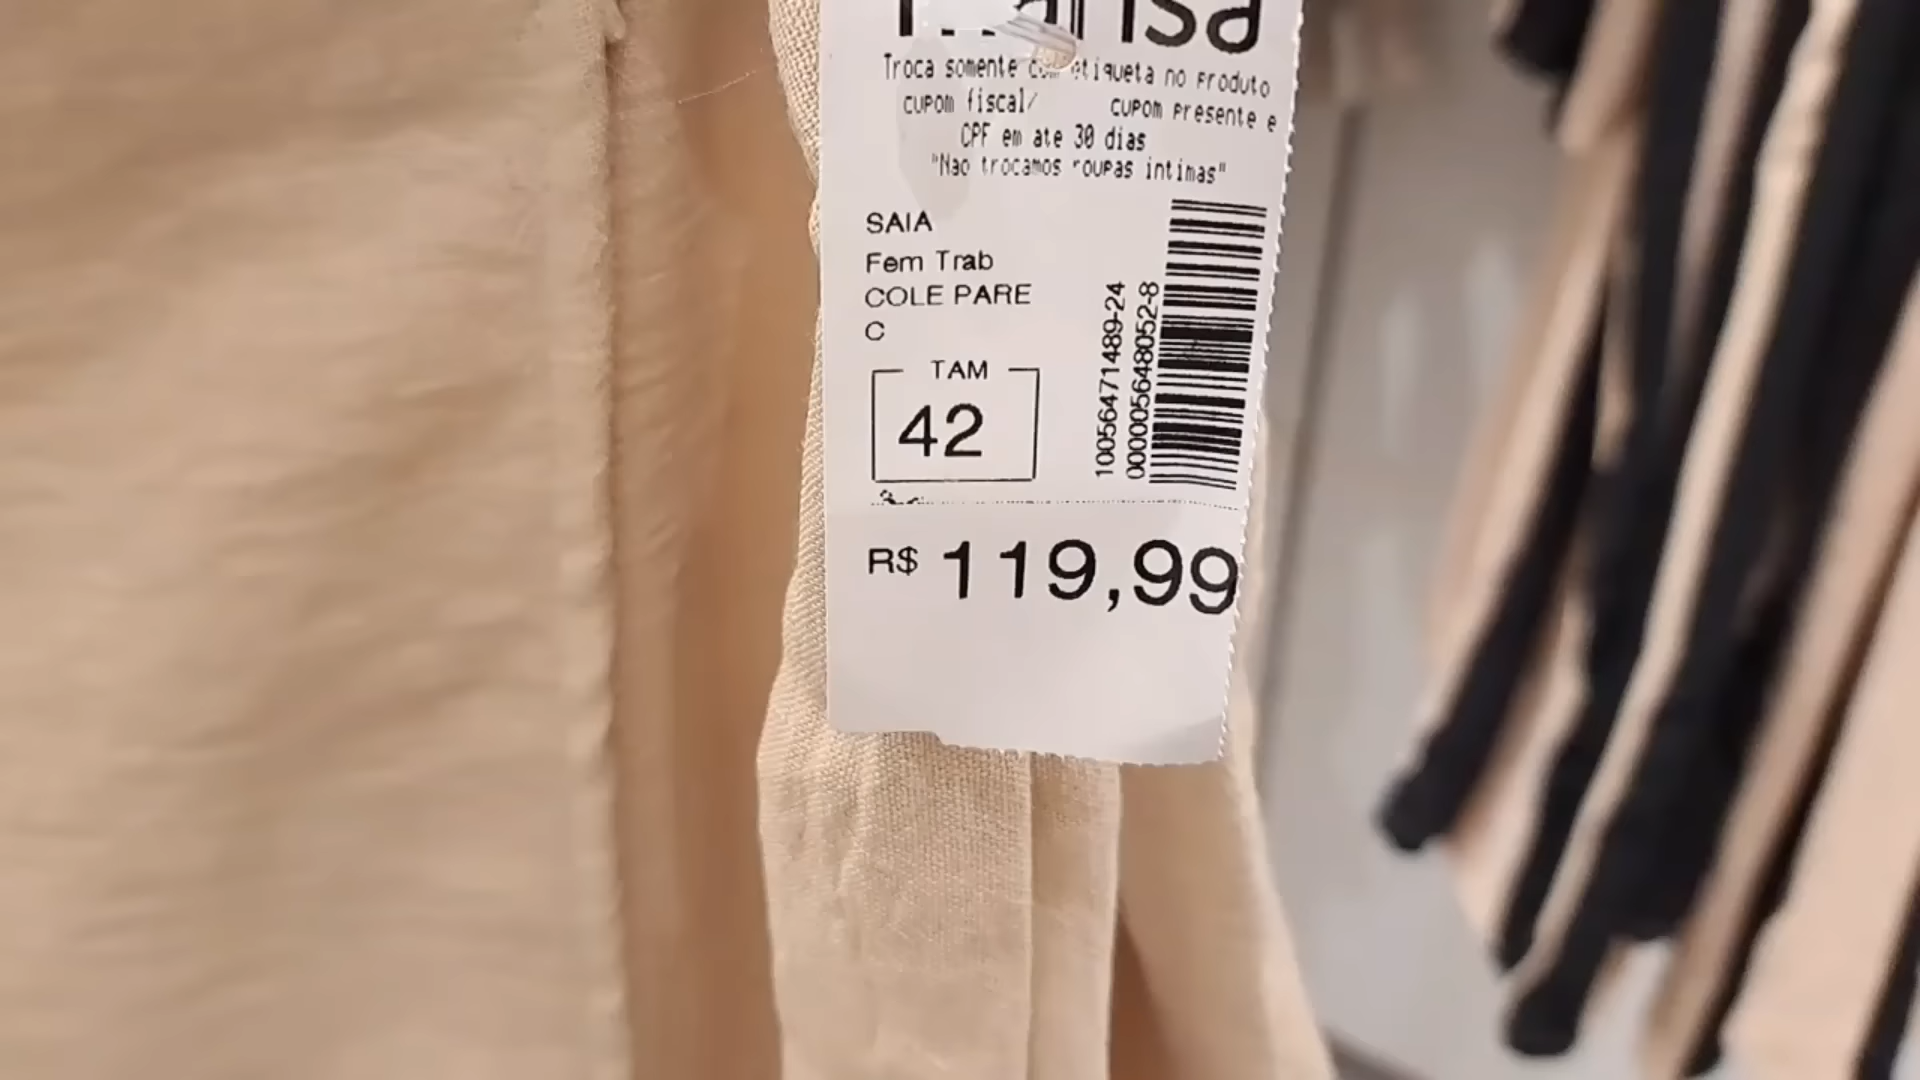 marisa
Troca somente com etiqueta no produto
cupom fiscal/ cupom presente e
CPF em ate 30 dias
"Nao trocamos roupas intimas"
SAIA
Fem Trab
COLE PARE
C
TAM
42
10056471489-24
000005648052-8
R$ 119,99